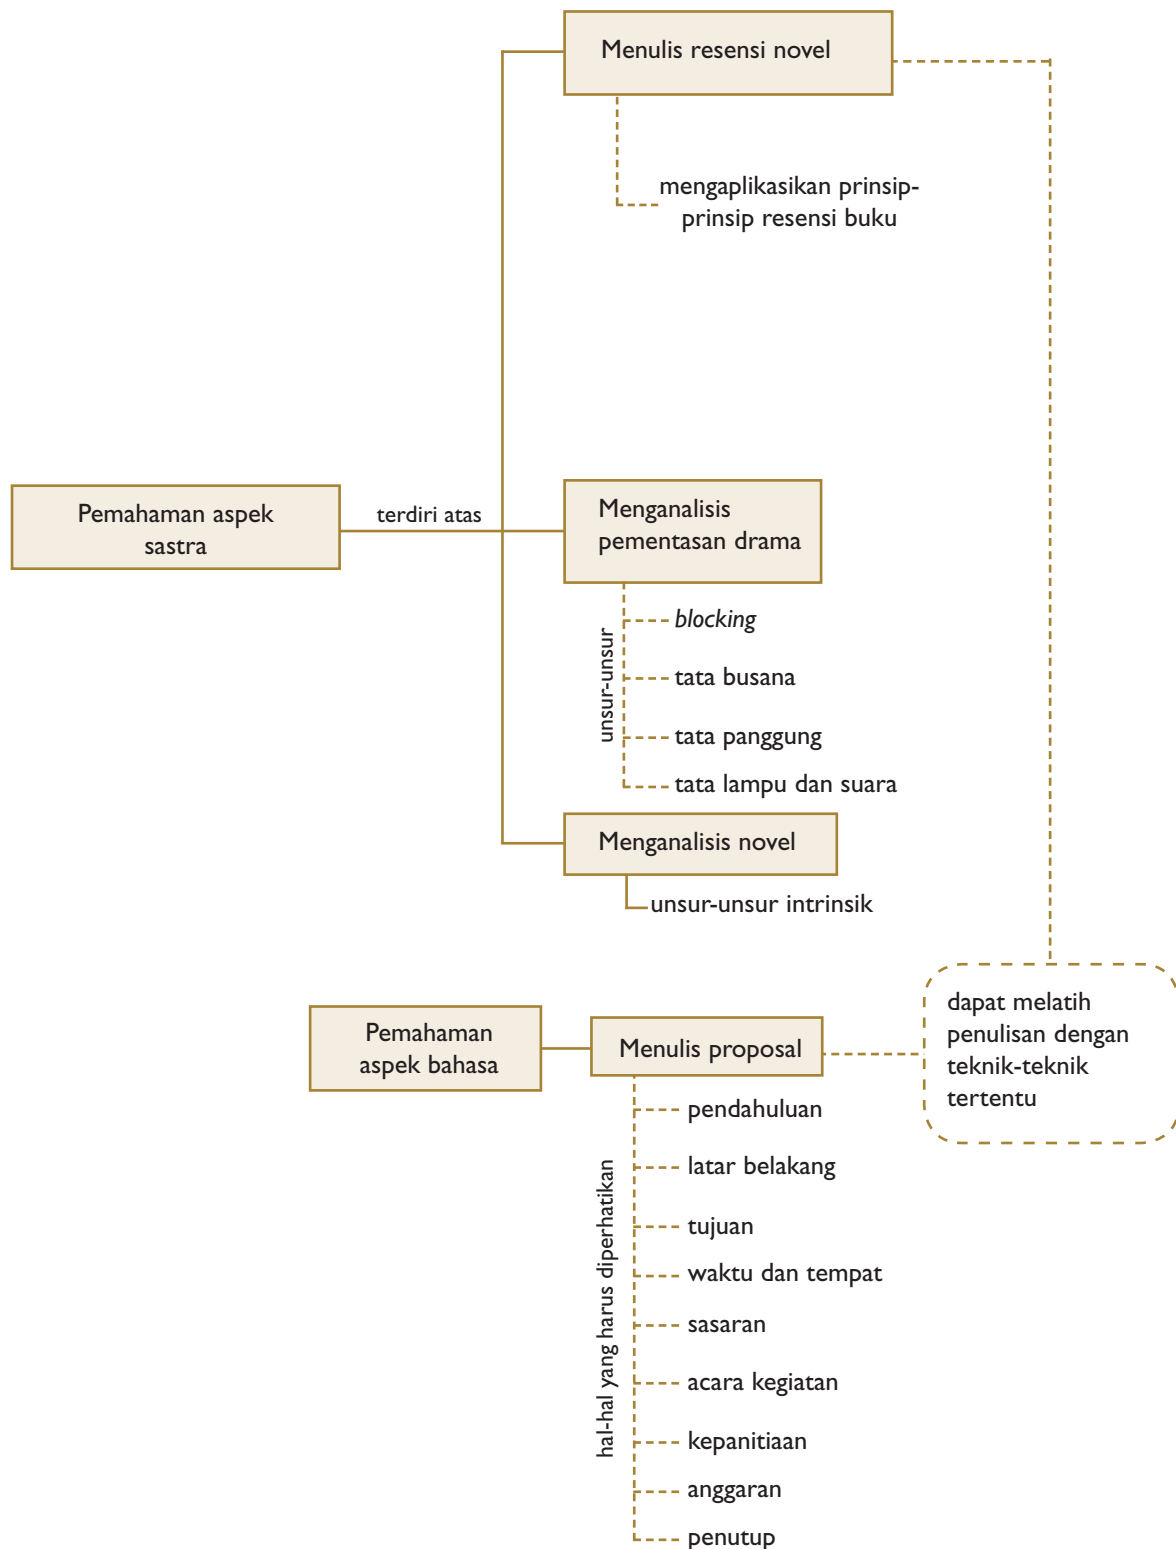 Menulis resensi novel
mengaplikasikan prinsip-
prinsip resensi buku
Pemahaman aspek
sastra
terdiri atas
Menganalisis
pementasan drama
unsur-unsur
blocking
tata busana
tata panggung
tata lampu dan suara
Menganalisis novel
unsur-unsur intrinsik
Pemahaman
aspek bahasa
Menulis proposal
dapat melatih
penulisan dengan
teknik-teknik
tertentu
hal-hal yang harus diperhatikan
pendahuluan
latar belakang
tujuan
waktu dan tempat
sasaran
acara kegiatan
kepanitiaan
anggaran
penutup